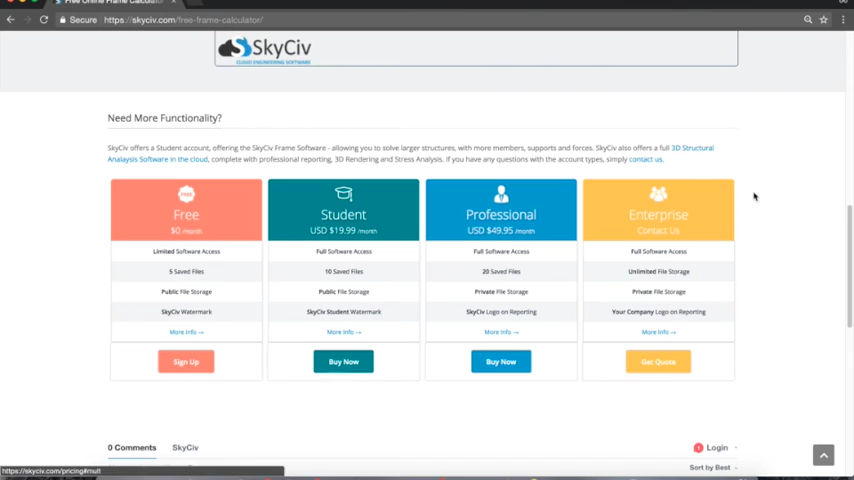 Free Online Frame Calculator
Secure https://skyciv.com/free-frame-calculator/
SkyCiv
CLOUD ENGINEERING SOFTWARE
Need More Functionality?
SkyCiv offers a Student account, offering the SkyCiv Frame Software - allowing you to solve larger structures, with more members, supports and forces. SkyCiv also offers a full 3D Structural
Analaysis Software in the cloud, complete with professional reporting, 3D Rendering and Stress Analysis. If you have any questions with the account types, simply contact us.
FREE
Free Student Professional Enterprise
$0 /month USD $19.99 /month USD $49.95 /month Contact Us
Limited Software Access Full Software Access Full Software Access Full Software Access
5 Saved Files 10 Saved Files 20 Saved Files Unlimited File Storage
Public File Storage Public File Storage Private File Storage Private File Storage
SkyCiv Watermark SkyCiv Student Watermark SkyCiv Logo on Reporting Your Company Logo on Reporting
More Info → More Info → More Info → More Info →
Sign Up Buy Now Buy Now Get Quote
0 Comments SkyCiv 1 Login
Sort by Best
https://skyciv.com/pricing#mult